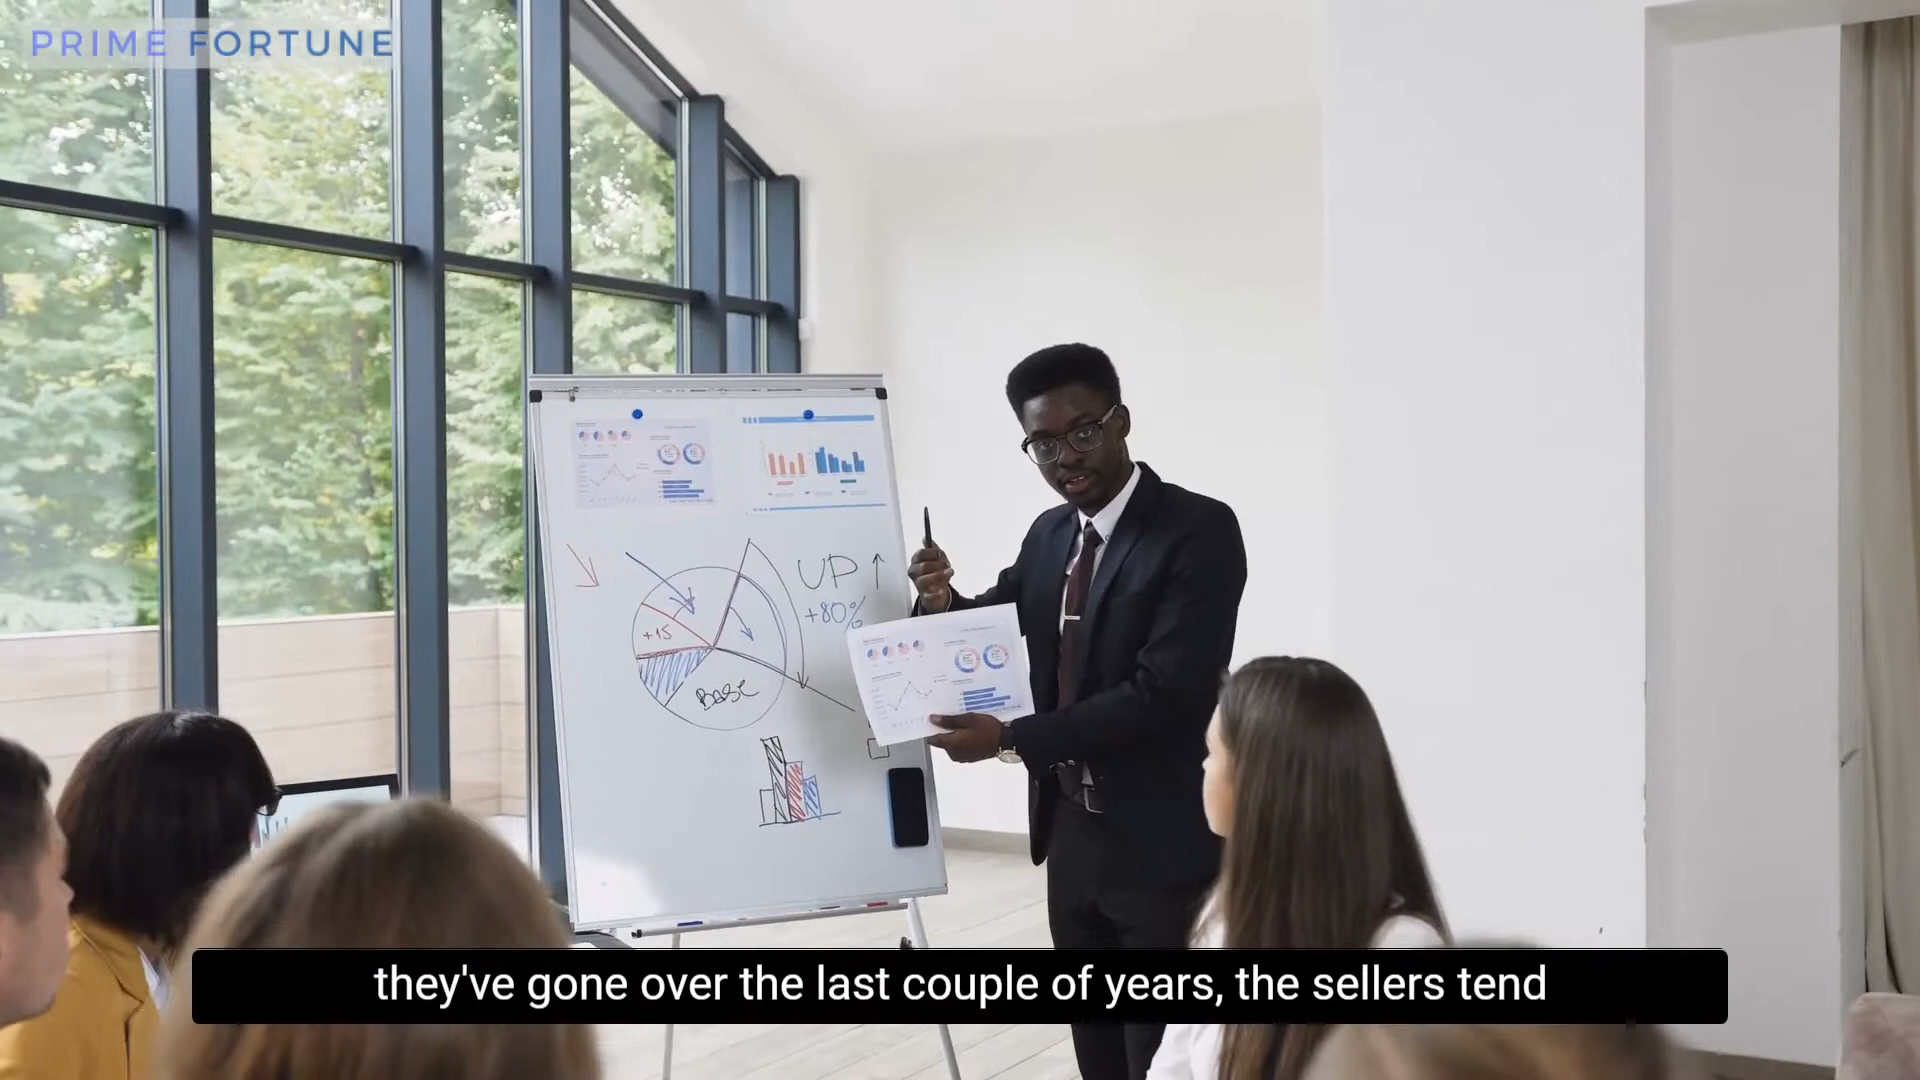 PRIME FORTUNE
UP
+80%
+15
BASE
they've gone over the last couple of years, the sellers tend